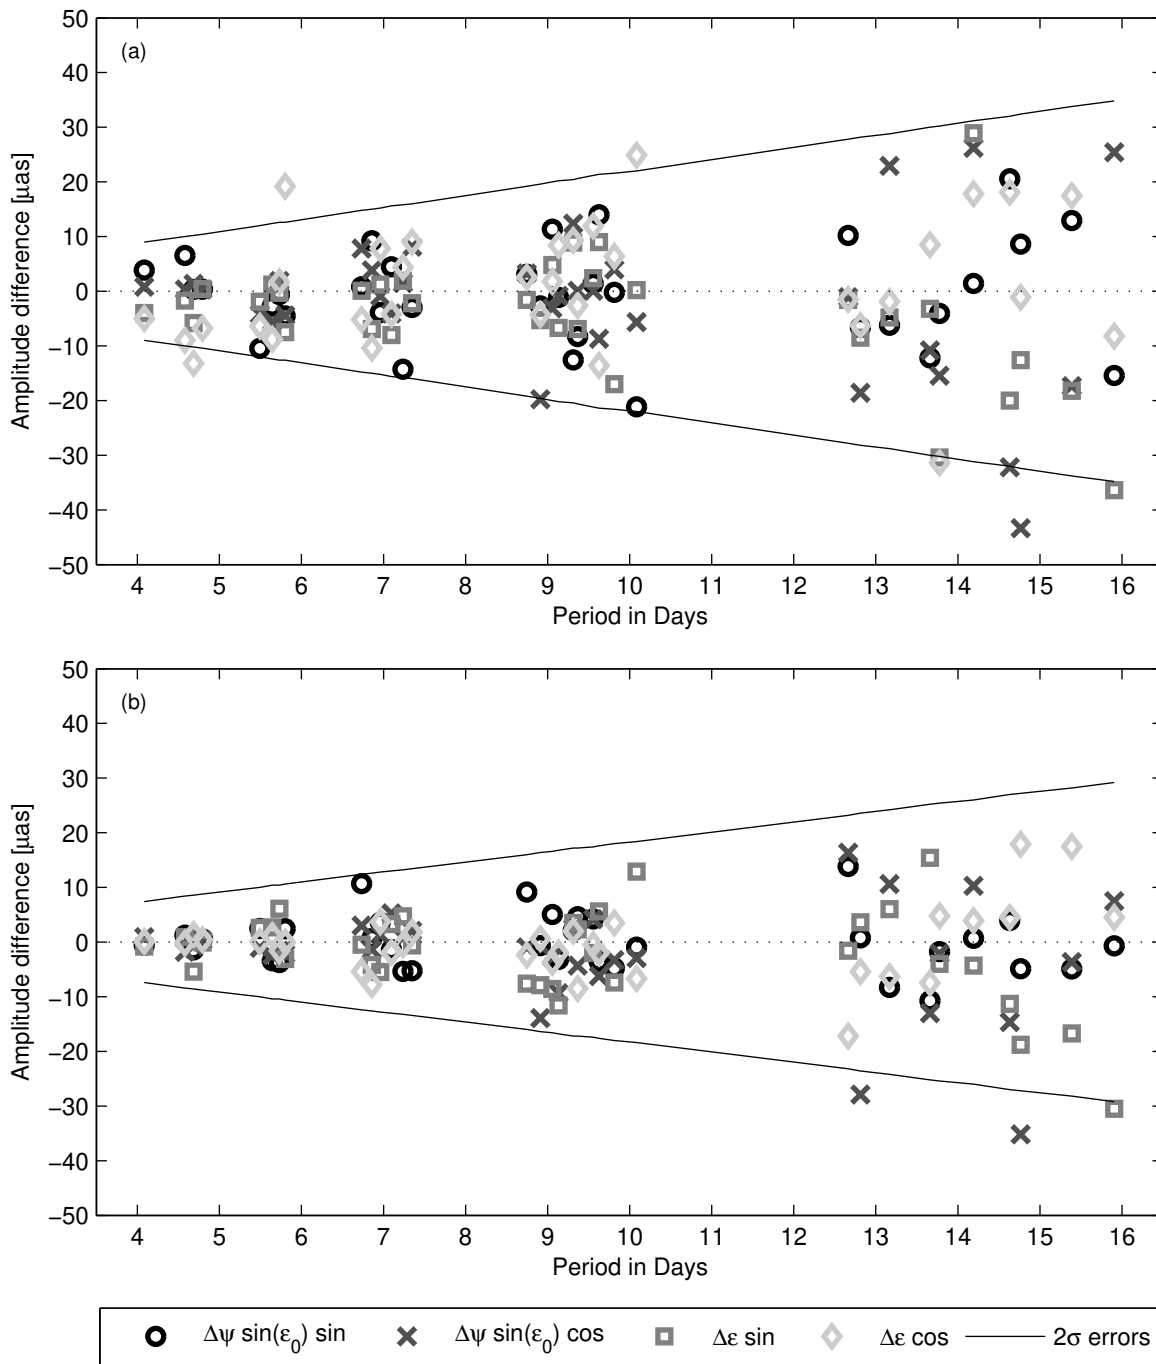 50
40
30
20
10
0
−10
−20
−30
−40
−50
Amplitude difference [μas]
(a)
4 5 6 7 8 9 10 11 12 13 14 15 16
Period in Days
50
40
30
20
10
0
−10
−20
−30
−40
−50
Amplitude difference [μas]
(b)
4 5 6 7 8 9 10 11 12 13 14 15 16
Period in Days
Δψ sin(ε₀) sin Δψ sin(ε₀) cos Δε sin Δε cos 2σ errors